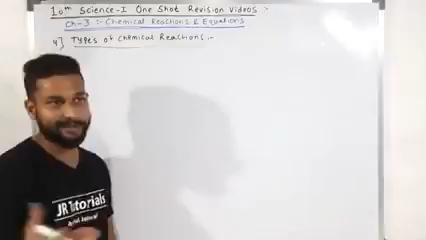 10th Science-I One Shot Revision Videos :-
Ch-3 :- Chemical Reactions & Equations
4) Types of Chemical Reactions :-
JR Tutorials